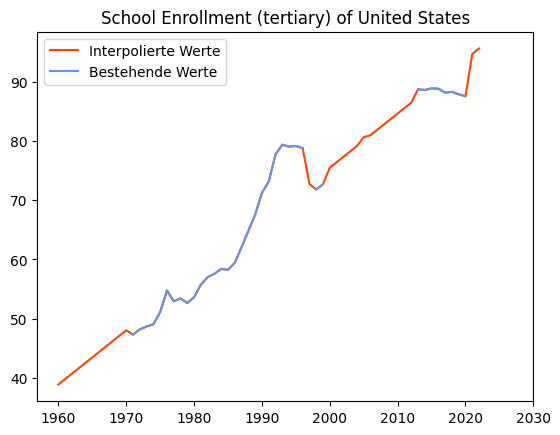 School Enrollment (tertiary) of United States
Interpolierte Werte
Bestehende Werte
90
80
70
60
50
40
1960 1970 1980 1990 2000 2010 2020 2030